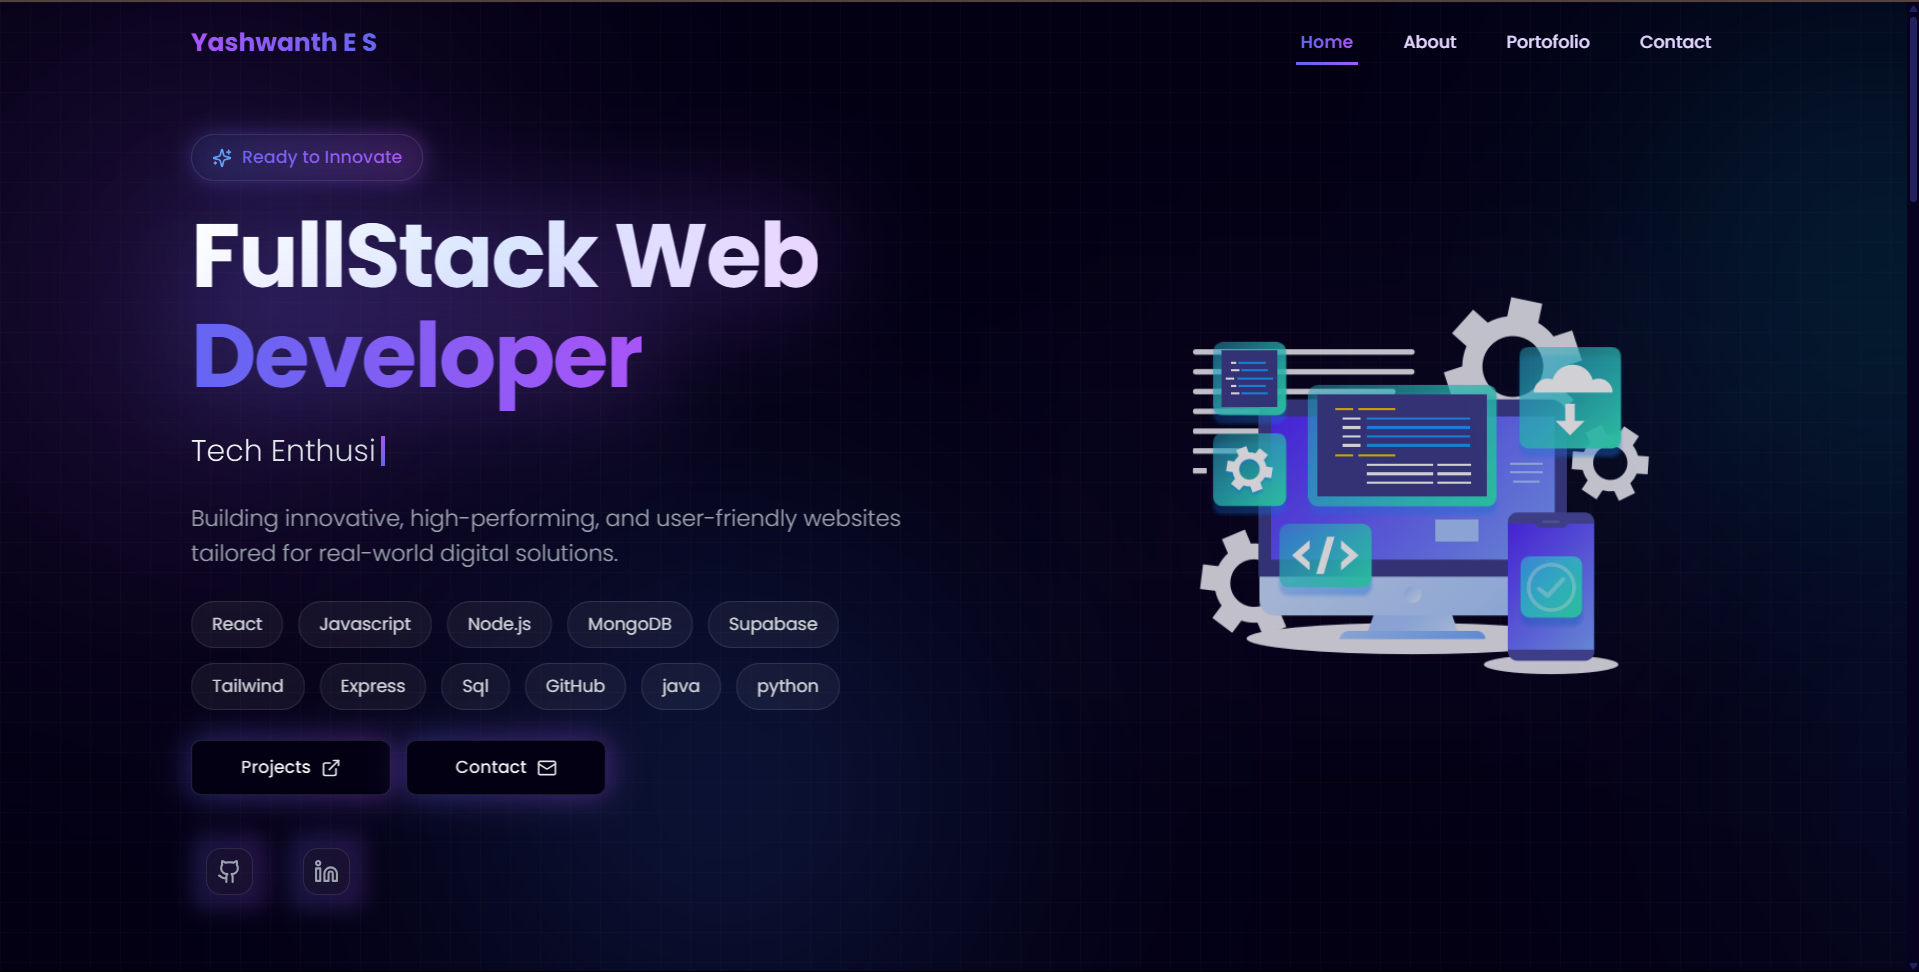 Yashwanth E S
Home About Portofolio Contact
Ready to Innovate
FullStack Web
Developer
Tech Enthusi
Building innovative, high-performing, and user-friendly websites
tailored for real-world digital solutions.
React Javascript Node.js MongoDB Supabase
Tailwind Express Sql GitHub java python
Projects Contact